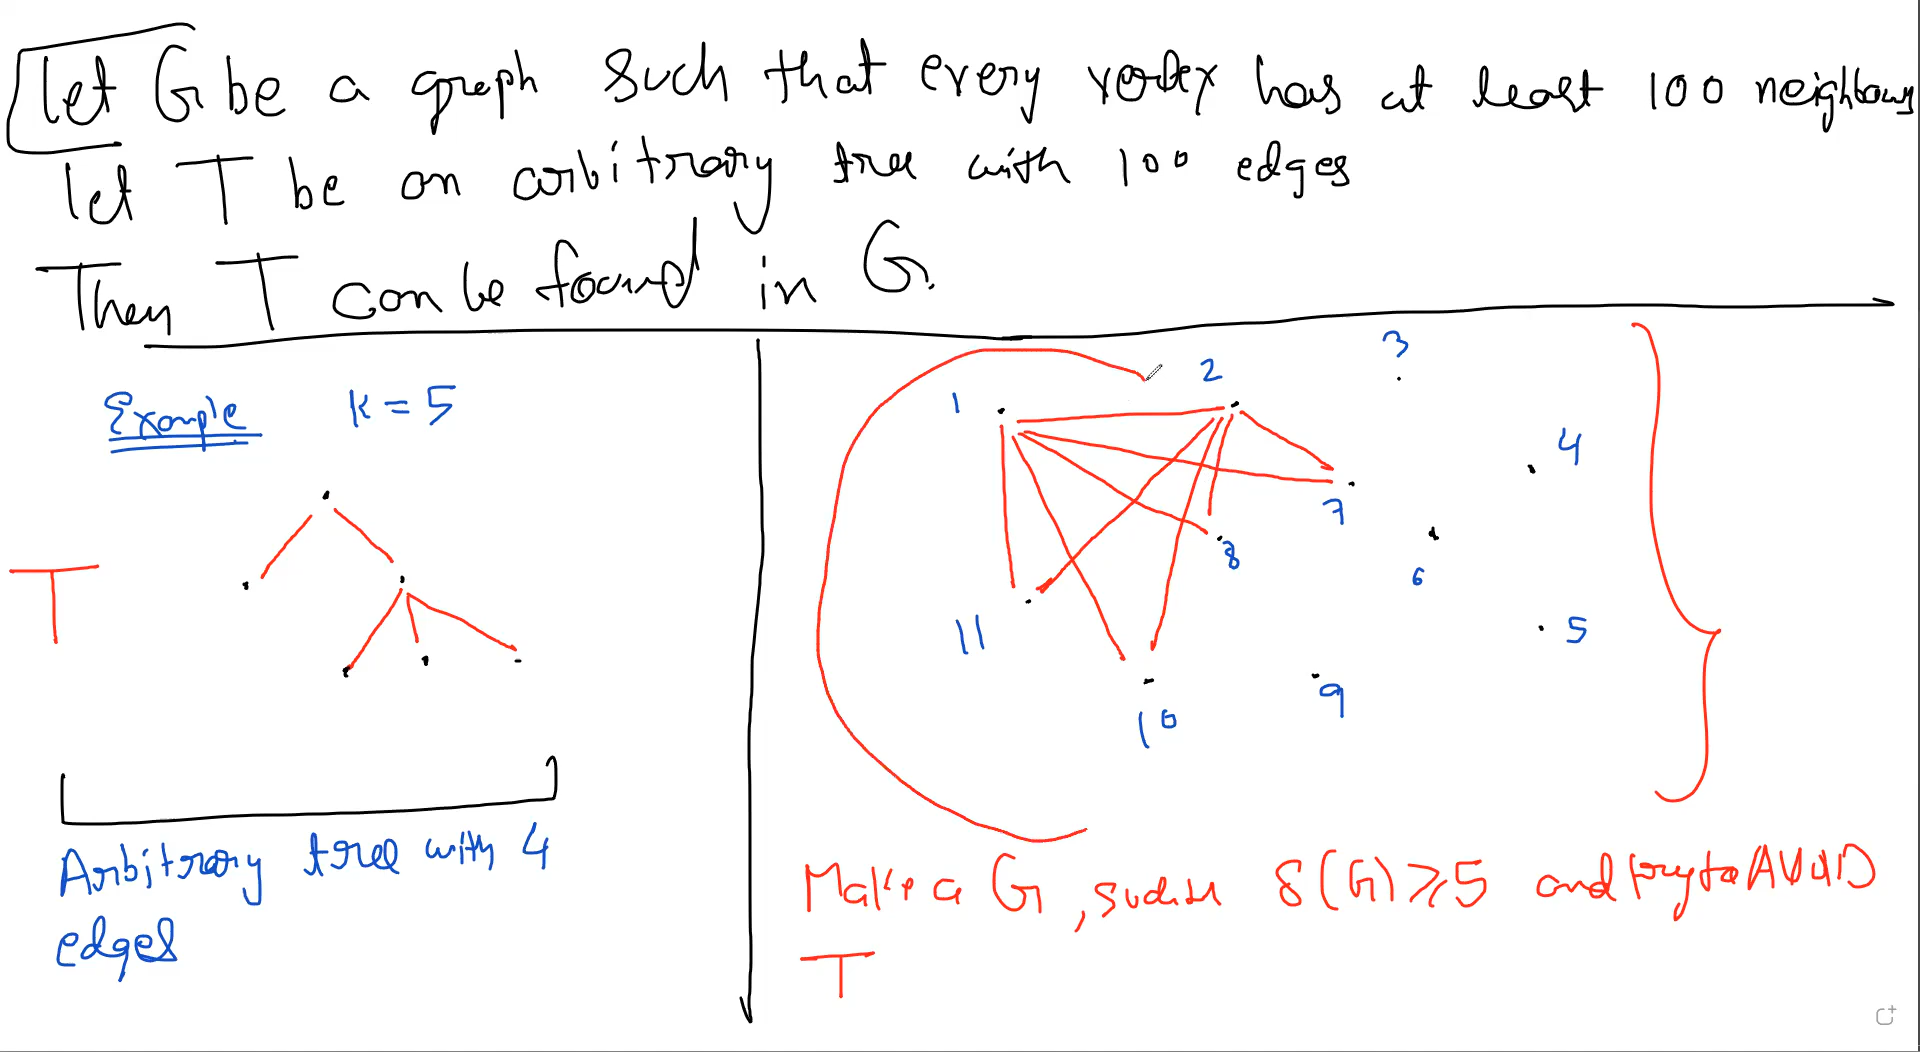 let G be a graph such that every vertex has at least 100 neighbours
let T be an arbitrary tree with 100 edges
Then T can be found in G.
Example K = 5
T
Arbitrary tree with 4
edges
1
2
3
4
7
8
6
11
5
10
9
Make a G, such δ(G) ≥ 5 and try to AVOID
T